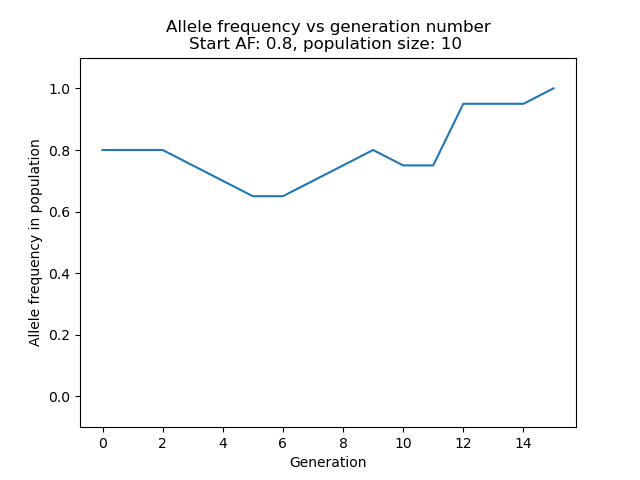 Allele frequency vs generation number
Start AF: 0.8, population size: 10
1.0
0.8
0.6
0.4
0.2
0.0
Allele frequency in population
0 2 4 6 8 10 12 14
Generation